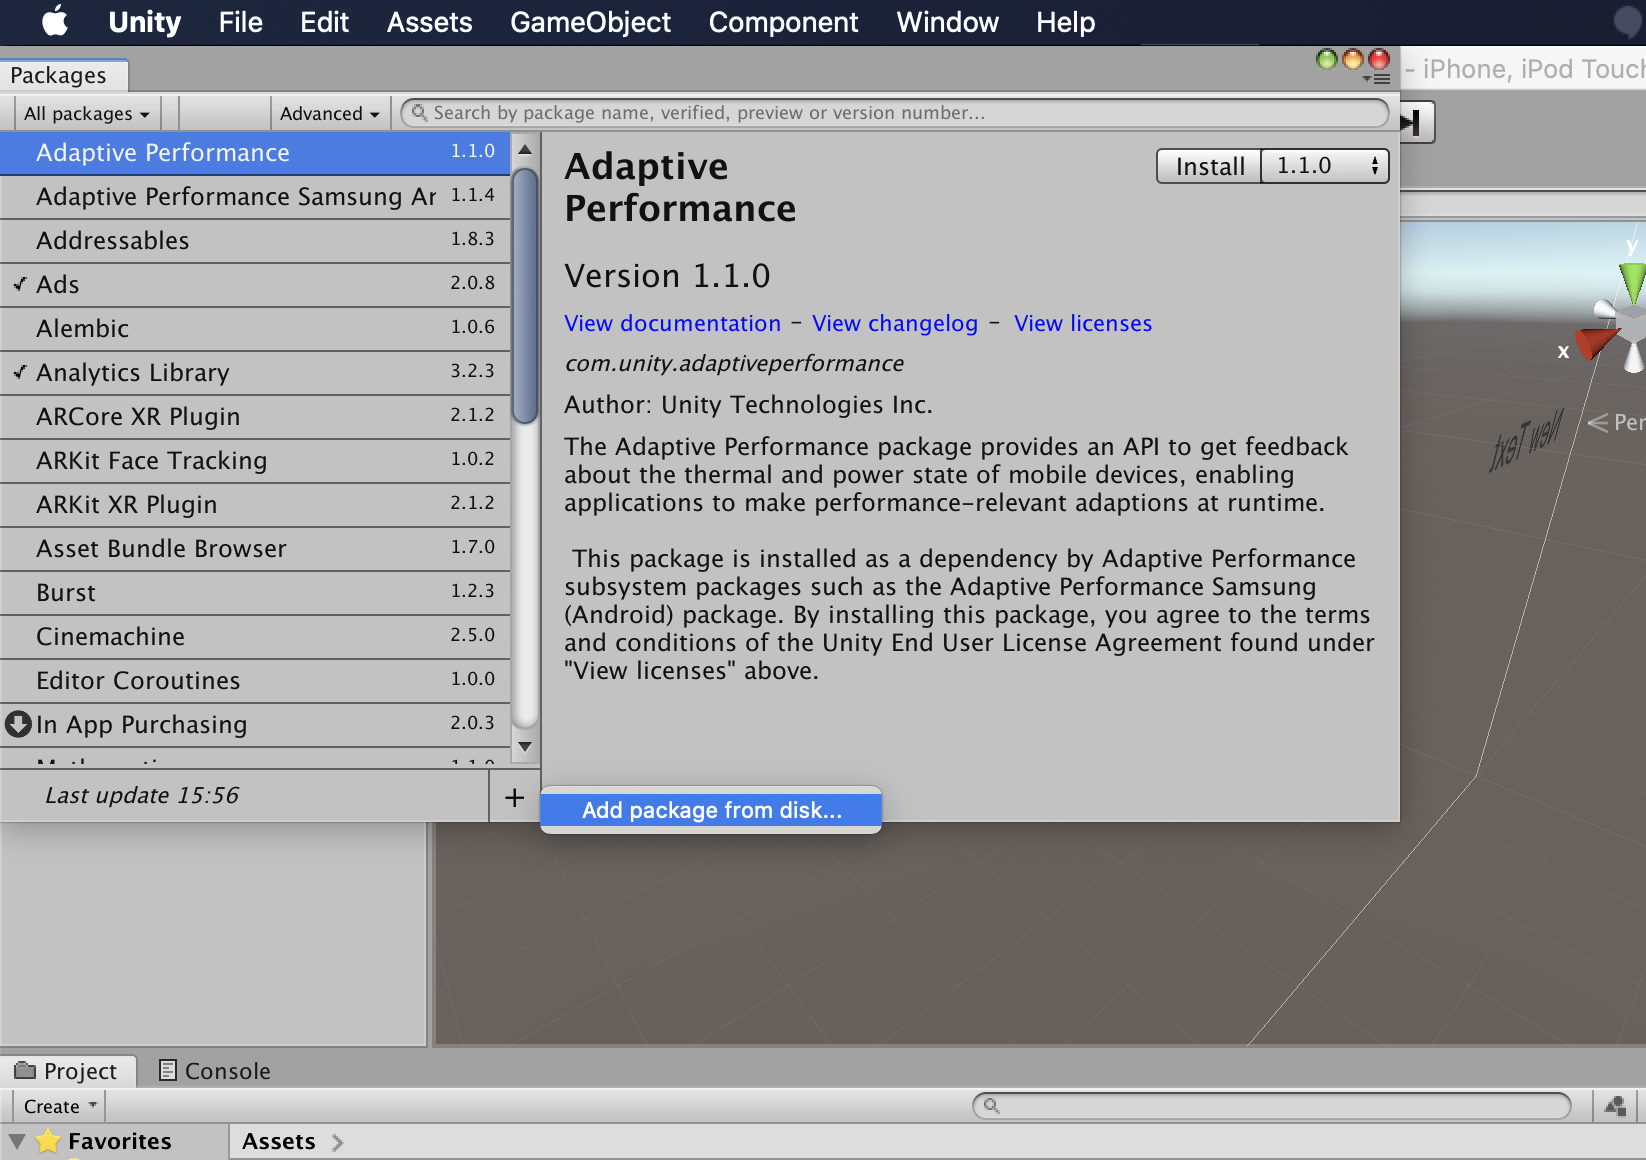 Unity File Edit Assets GameObject Component Window Help
Packages
- iPhone, iPod Touch
All packages Advanced Search by package name, verified, preview or version number...
Adaptive Performance 1.1.0
Adaptive Performance Samsung Ar 1.1.4
Addressables 1.8.3
Ads 2.0.8
Alembic 1.0.6
Analytics Library 3.2.3
ARCore XR Plugin 2.1.2
ARKit Face Tracking 1.0.2
ARKit XR Plugin 2.1.2
Asset Bundle Browser 1.7.0
Burst 1.2.3
Cinemachine 2.5.0
Editor Coroutines 1.0.0
In App Purchasing 2.0.3
Last update 15:56 +
Adaptive
Performance
Install 1.1.0
Version 1.1.0
View documentation - View changelog - View licenses
com.unity.adaptiveperformance
Author: Unity Technologies Inc.
The Adaptive Performance package provides an API to get feedback
about the thermal and power state of mobile devices, enabling
applications to make performance-relevant adaptions at runtime.
This package is installed as a dependency by Adaptive Performance
subsystem packages such as the Adaptive Performance Samsung
(Android) package. By installing this package, you agree to the terms
and conditions of the Unity End User License Agreement found under
"View licenses" above.
Add package from disk...
y
x
Per
New Text
Project Console
Create
Favorites Assets